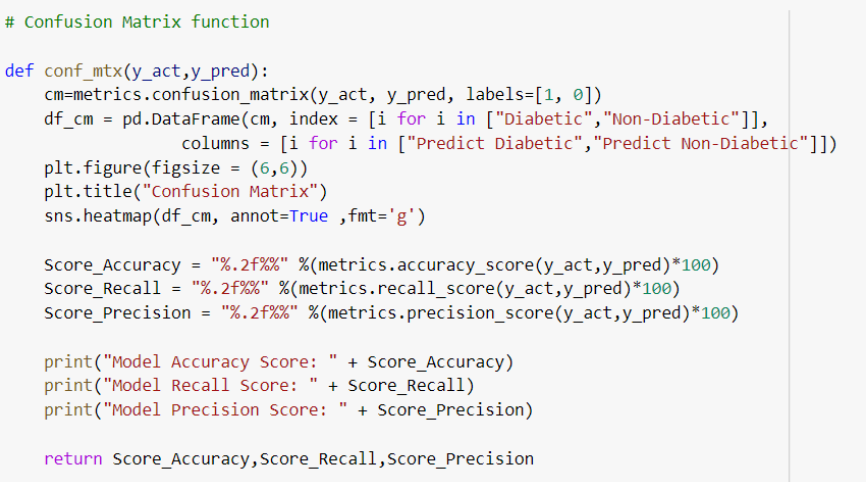 # Confusion Matrix function
def conf_mtx(y_act,y_pred):
cm=metrics.confusion_matrix(y_act, y_pred, labels=[1, 0])
df_cm = pd.DataFrame(cm, index = [i for i in ["Diabetic","Non-Diabetic"]],
columns = [i for i in ["Predict Diabetic","Predict Non-Diabetic"]])
plt.figure(figsize = (6,6))
plt.title("Confusion Matrix")
sns.heatmap(df_cm, annot=True ,fmt='g')
Score_Accuracy = "%.2f%%" %(metrics.accuracy_score(y_act,y_pred)*100)
Score_Recall = "%.2f%%" %(metrics.recall_score(y_act,y_pred)*100)
Score_Precision = "%.2f%%" %(metrics.precision_score(y_act,y_pred)*100)
print("Model Accuracy Score: " + Score_Accuracy)
print("Model Recall Score: " + Score_Recall)
print("Model Precision Score: " + Score_Precision)
return Score_Accuracy,Score_Recall,Score_Precision